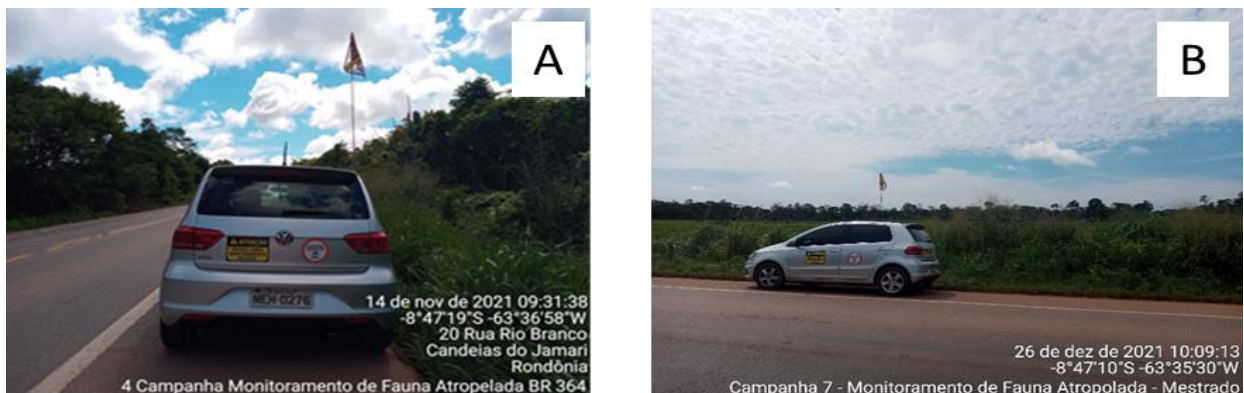 A
ATENÇÃO
NEH-0276
14 de nov de 2021 09:31:38
-8°47'19"S -63°36'58"W
20 Rua Rio Branco
Candeias do Jamari
Rondônia
4 Campanha Monitoramento de Fauna Atropelada BR 364
B
26 de dez de 2021 10:09:13
-8°47'10"S -63°35'30"W
Campanha 7 - Monitoramento de Fauna Atropolada - Mestrado